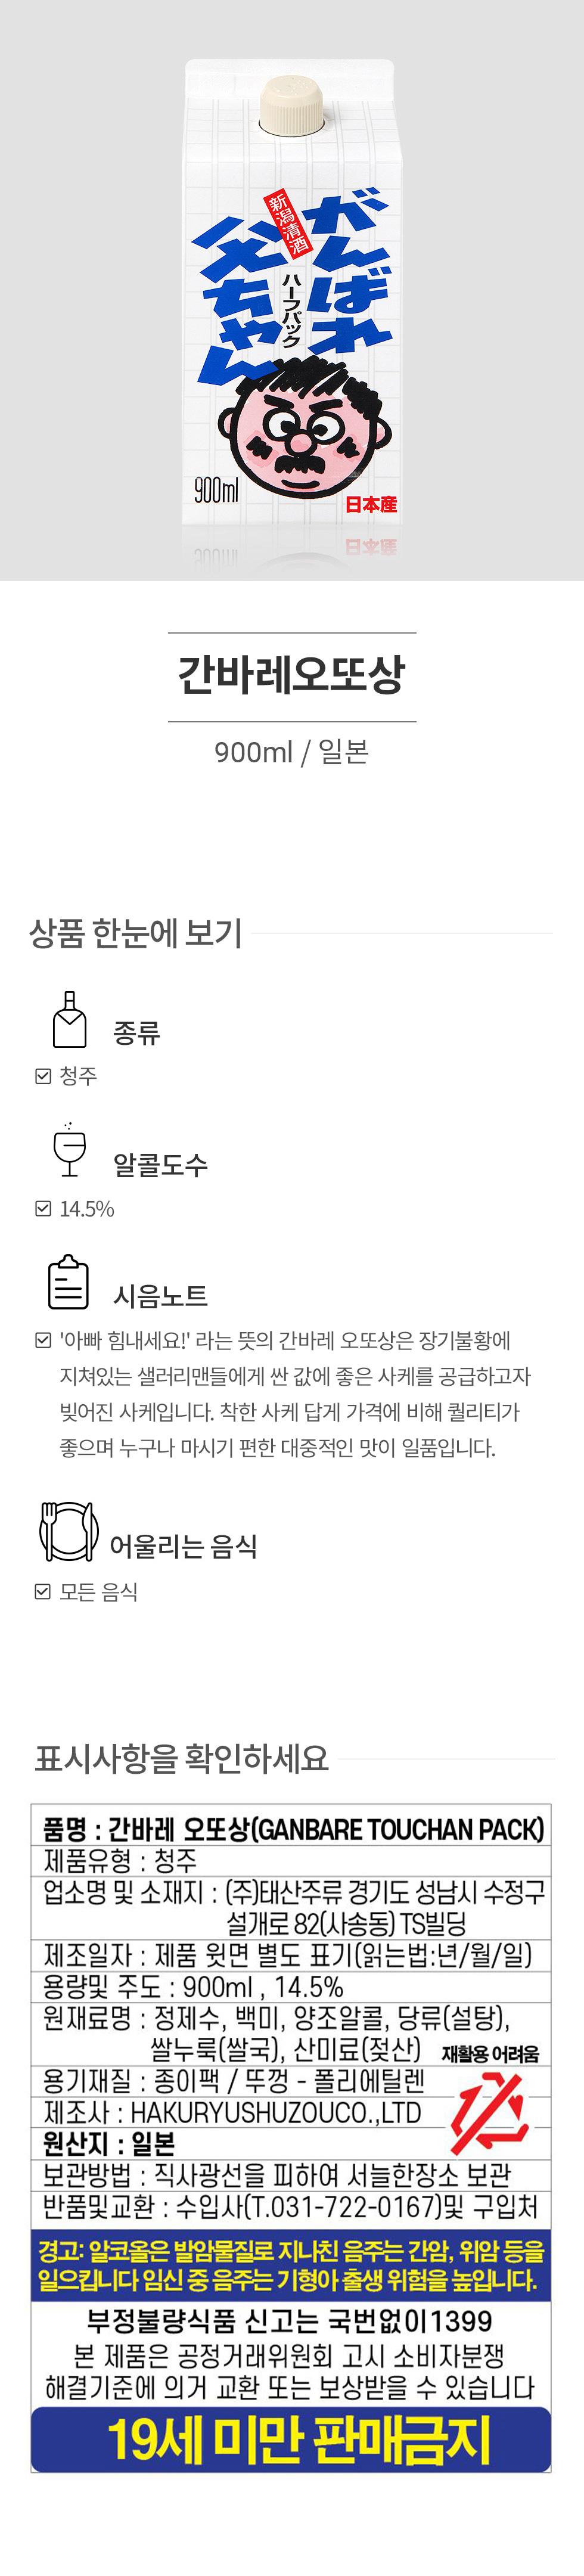 がんばれ
父ちゃん
新潟清酒
ハーフパック
900ml
日本産
간바레오또상
900ml / 일본
상품 한눈에 보기
종류
청주
알콜도수
14.5%
시음노트
'아빠 힘내세요!' 라는 뜻의 간바레 오또상은 장기불황에
지쳐있는 샐러리맨들에게 싼 값에 좋은 사케를 공급하고자
빚어진 사케입니다. 착한 사케 답게 가격에 비해 퀄리티가
좋으며 누구나 마시기 편한 대중적인 맛이 일품입니다.
어울리는 음식
모든 음식
표시사항을 확인하세요
품명 : 간바레 오또상(GANBARE TOUCHAN PACK)
제품유형 : 청주
업소명 및 소재지 : (주)태산주류 경기도 성남시 수정구
설개로 82(사송동) TS빌딩
제조일자 : 제품 윗면 별도 표기(읽는법:년/월/일)
용량및 주도 : 900ml , 14.5%
원재료명 : 정제수, 백미, 양조알콜, 당류(설탕),
쌀누룩(쌀국), 산미료(젖산)
재활용 어려움
용기재질 : 종이팩 / 뚜껑 - 폴리에틸렌
제조사 : HAKURYUSHUZOUCO.,LTD
원산지 : 일본
보관방법 : 직사광선을 피하여 서늘한장소 보관
반품및교환 : 수입사(T.031-722-0167)및 구입처
경고: 알코올은 발암물질로 지나친 음주는 간암, 위암 등을
일으킵니다 임신 중 음주는 기형아 출생 위험을 높입니다.
부정불량식품 신고는 국번없이1399
본 제품은 공정거래위원회 고시 소비자분쟁
해결기준에 의거 교환 또는 보상받을 수 있습니다
19세 미만 판매금지